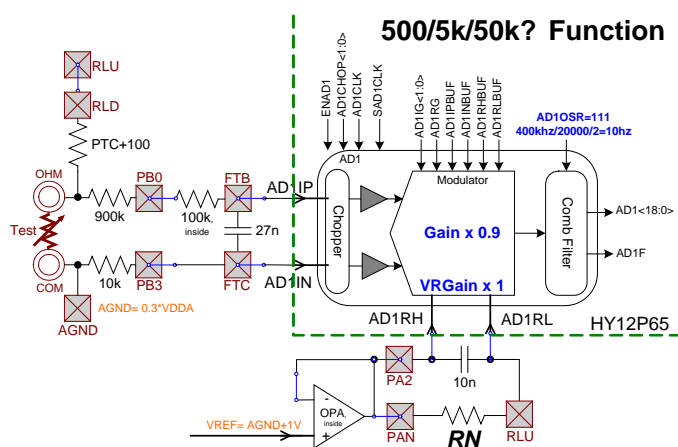 500/5k/50k? Function
RLU
RLD
PTC+100
OHM
PB0
FTB
900k
100k,
inside
27n
Test
COM
10k
PB3
FTC
AGND
AGND= 0.3*VDDA
AD1IP
AD1IN
ENAD1
AD1CHOP<1:0>
AD1CLK
SAD1CLK
AD1IG<1:0>
AD1RG
AD1IPBUF
AD1INBUF
AD1RHBUF
AD1RLBUF
AD1OSR=111
400khz/20000/2=10hz
AD1
Chopper
Modulator
Gain x 0.9
VRGain x 1
Comb Filter
AD1<18:0>
AD1F
AD1RH
AD1RL
HY12P65
PA2
10n
OPA.
inside
-
+
PAN
RN
RLU
VREF= AGND+1V